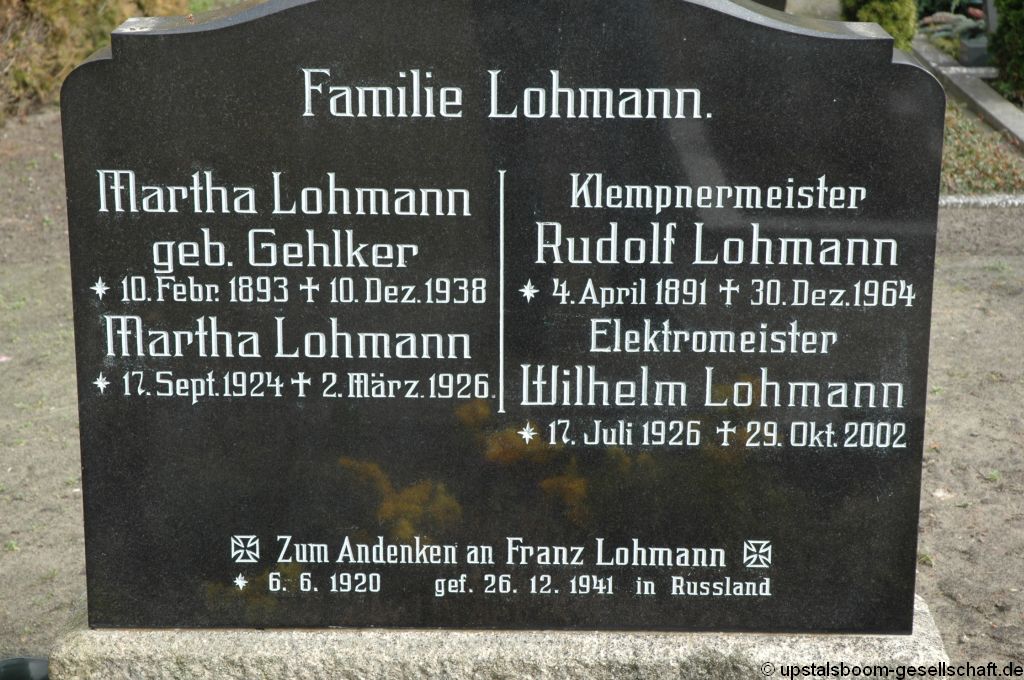 Familie Lohmann.
Martha Lohmann
geb. Gehlker
* 10. Febr. 1893 † 10. Dez. 1938
Martha Lohmann
* 17. Sept. 1924 † 2. März. 1926.
Klempnermeister
Rudolf Lohmann
* 4. April 1891 † 30. Dez. 1964
Elektromeister
Wilhelm Lohmann
* 17. Juli 1926 † 29. Okt. 2002
Zum Andenken an Franz Lohmann
* 6. 6. 1920 gef. 26. 12. 1941 in Russland
© upstalsboom-gesellschaft.de